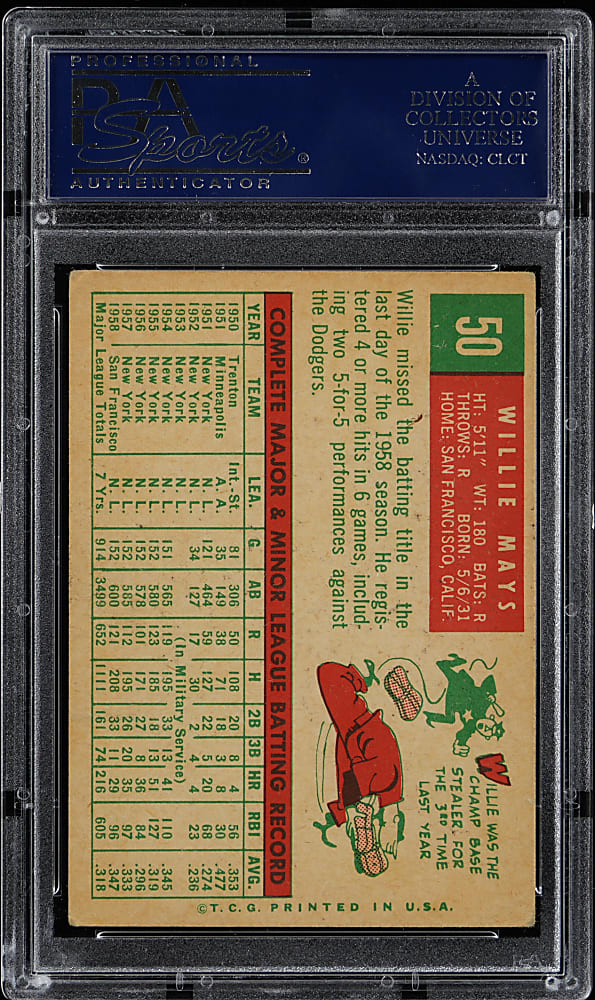 PROFESSIONAL
PSA
Sports®
AUTHENTICATOR
A
DIVISION OF
COLLECTORS
UNIVERSE
NASDAQ: CLCT
50
WILLIE MAYS
HT: 5'11" WT: 180 BATS: R
THROWS: R BORN: 5/6/31
HOME: SAN FRANCISCO, CALIF.
Willie missed the batting title in the
last day of the 1958 season. He regis-
tered 4 or more hits in 6 games, includ-
ing two 5-for-5 performances against
the Dodgers.
WILLIE WAS THE
CHAMP BASE
STEALER FOR
THE 3RD TIME
LAST YEAR
COMPLETE MAJOR & MINOR LEAGUE BATTING RECORD
YEAR TEAM LEA. G AB R H 2B 3B HR RBI AVG.
1950 Trenton Int.-St. 81 306 50 108 20 8 4 56 .353
1951 Minneapolis A. A. 35 149 38 71 18 3 8 30 .477
1951 New York N. L. 121 464 59 127 22 5 20 68 .274
1952 New York N. L. 34 127 17 30 2 4 4 23 .236
1953 New York N. L. (In Military Service)
1954 New York N. L. 151 565 119 195 33 13 41 110 .345
1955 New York N. L. 152 580 123 185 18 13 51 127 .319
1956 New York N. L. 152 578 101 171 27 8 36 84 .296
1957 New York N. L. 152 585 112 195 26 20 35 97 .333
1958 San Francisco N. L. 152 600 121 208 33 11 29 96 .347
Major League Totals 7 Yrs. 914 3499 652 1111 161 74 216 605 .318
©T.C.G. PRINTED IN U.S.A.